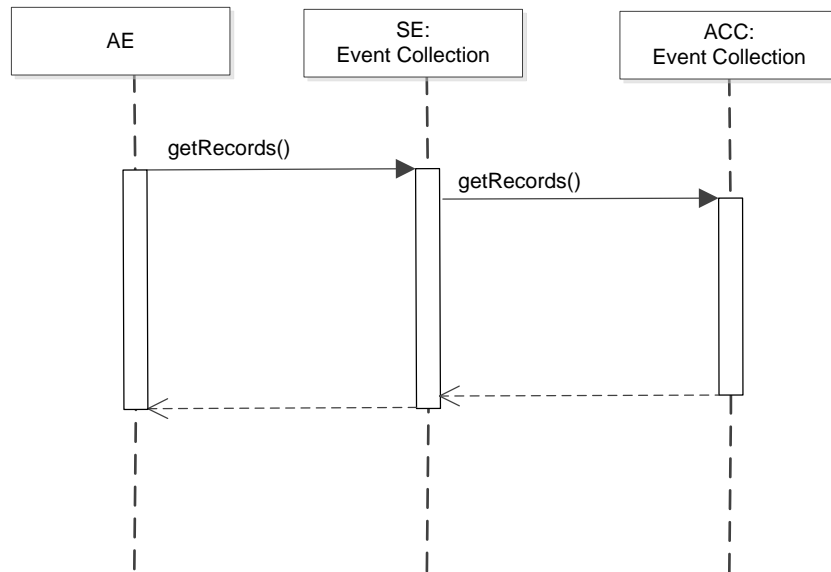 AE
SE:
Event Collection
ACC:
Event Collection
getRecords()
getRecords()